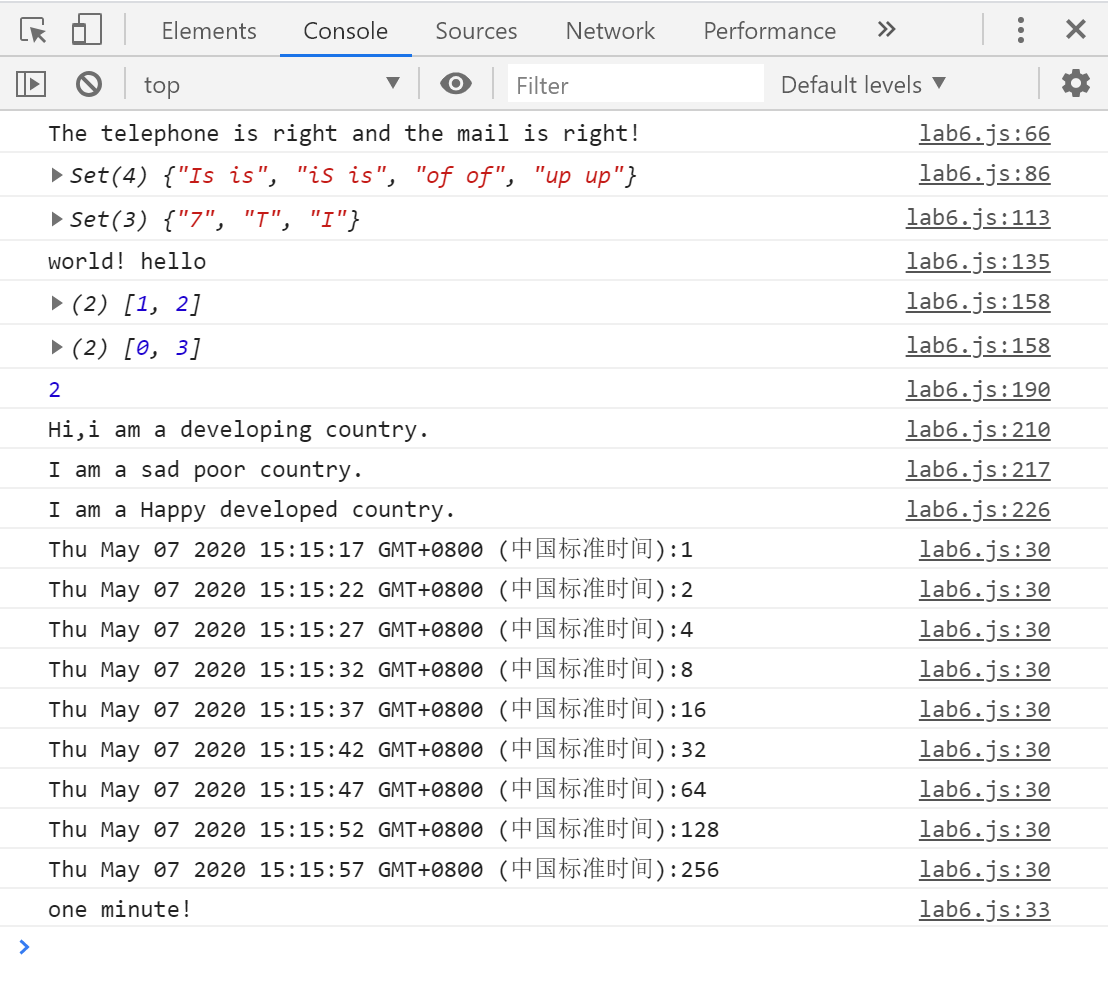 Elements Console Sources Network Performance
top Filter Default levels
The telephone is right and the mail is right! lab6.js:66
Set(4) {"Is is", "iS is", "of of", "up up"} lab6.js:86
Set(3) {"7", "T", "I"} lab6.js:113
world! hello lab6.js:135
(2) [1, 2] lab6.js:158
(2) [0, 3] lab6.js:158
2 lab6.js:190
Hi,i am a developing country. lab6.js:210
I am a sad poor country. lab6.js:217
I am a Happy developed country. lab6.js:226
Thu May 07 2020 15:15:17 GMT+0800 (中国标准时间):1 lab6.js:30
Thu May 07 2020 15:15:22 GMT+0800 (中国标准时间):2 lab6.js:30
Thu May 07 2020 15:15:27 GMT+0800 (中国标准时间):4 lab6.js:30
Thu May 07 2020 15:15:32 GMT+0800 (中国标准时间):8 lab6.js:30
Thu May 07 2020 15:15:37 GMT+0800 (中国标准时间):16 lab6.js:30
Thu May 07 2020 15:15:42 GMT+0800 (中国标准时间):32 lab6.js:30
Thu May 07 2020 15:15:47 GMT+0800 (中国标准时间):64 lab6.js:30
Thu May 07 2020 15:15:52 GMT+0800 (中国标准时间):128 lab6.js:30
Thu May 07 2020 15:15:57 GMT+0800 (中国标准时间):256 lab6.js:30
one minute! lab6.js:33